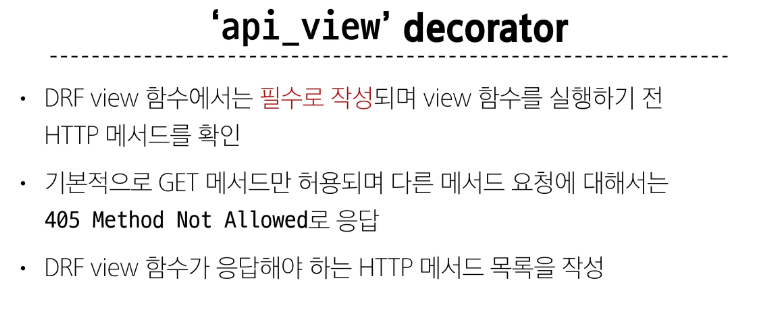 ‘api_view’ decorator
• DRF view 함수에서는 필수로 작성되며 view 함수를 실행하기 전
HTTP 메서드를 확인
• 기본적으로 GET 메서드만 허용되며 다른 메서드 요청에 대해서는
405 Method Not Allowed로 응답
• DRF view 함수가 응답해야 하는 HTTP 메서드 목록을 작성